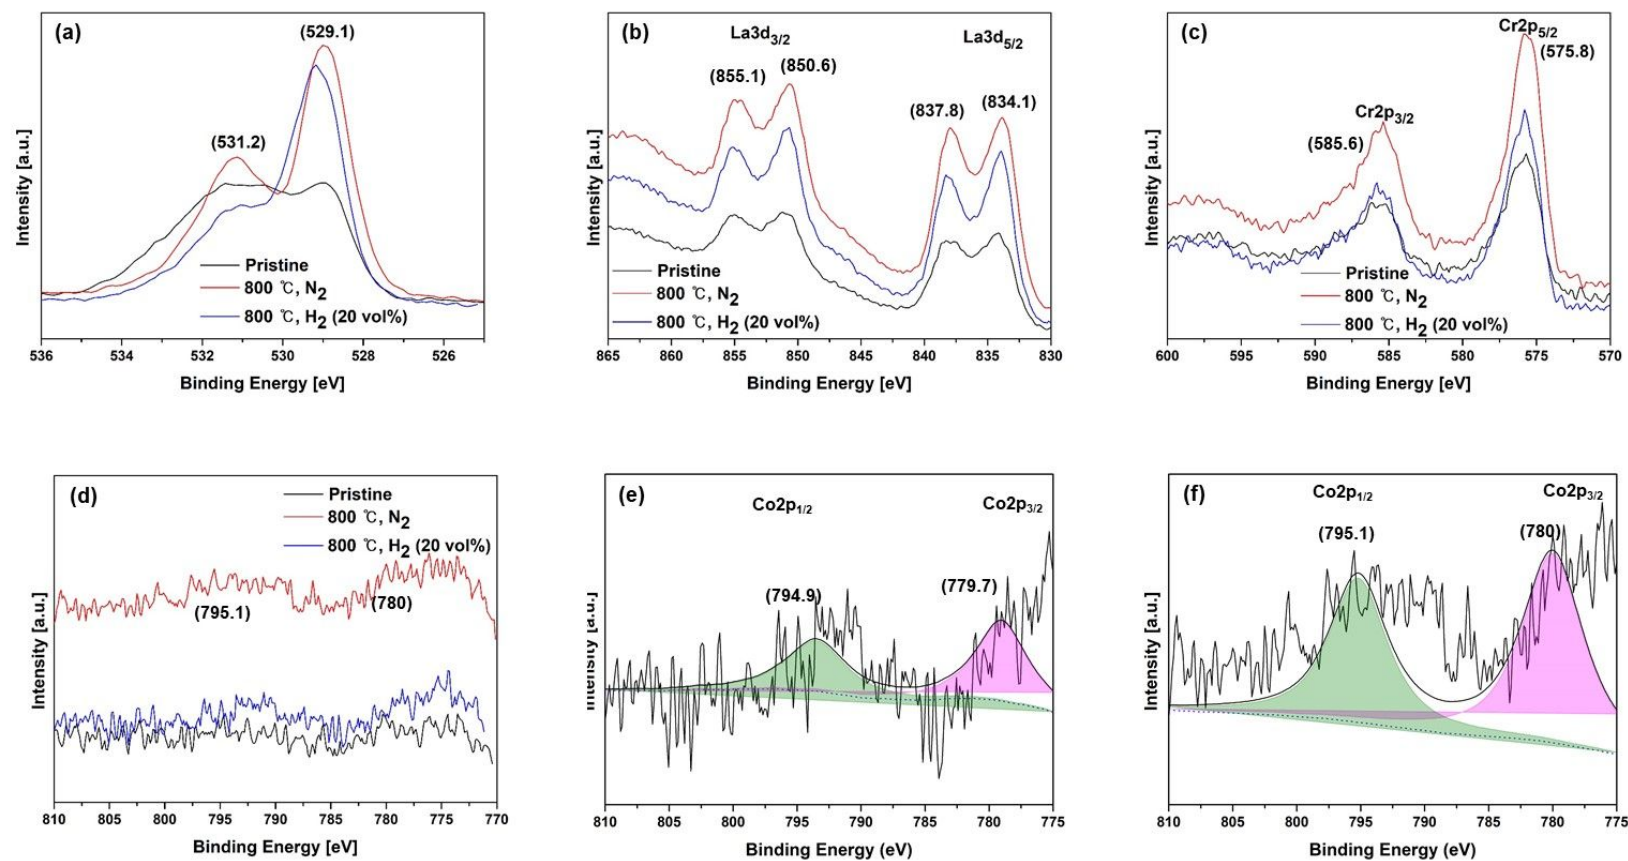 (a)
(529.1)
(531.2)
Intensity [a.u.]
Pristine
800 ℃, N2
800 ℃, H2 (20 vol%)
536 534 532 530 528 526
Binding Energy [eV]
(b)
La3d3/2
La3d5/2
(855.1)
(850.6)
(837.8)
(834.1)
Intensity [a.u.]
Pristine
800 ℃, N2
800 ℃, H2 (20 vol%)
865 860 855 850 845 840 835 830
Binding Energy [eV]
(c)
Cr2p5/2
(575.8)
Cr2p3/2
(585.6)
Intensity [a.u.]
Pristine
800 ℃, N2
800 ℃, H2 (20 vol%)
600 595 590 585 580 575 570
Binding Energy [eV]
(d)
Pristine
800 ℃, N2
800 ℃, H2 (20 vol%)
(795.1)
(780)
Intensity [a.u.]
810 805 800 795 790 785 780 775 770
Binding Energy [eV]
(e)
Co2p1/2
Co2p3/2
(794.9)
(779.7)
Intensity [a.u.]
810 805 800 795 790 785 780 775
Binding Energy (eV)
(f)
Co2p1/2
Co2p3/2
(795.1)
(780)
Intensity [a.u.]
810 805 800 795 790 785 780 775
Binding Energy (eV)